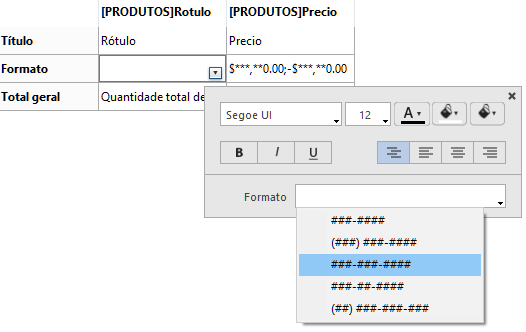 [PRODUTOS]Rotulo [PRODUTOS]Precio
Título Rótulo Precio
Formato $***,**0.00;-$***,**0.00
Total geral Quantidade total de
Segoe UI 12 A
B I U
Formato
###-####
(###) ###-####
###-###-####
###-##-####
(##) ###-###-###